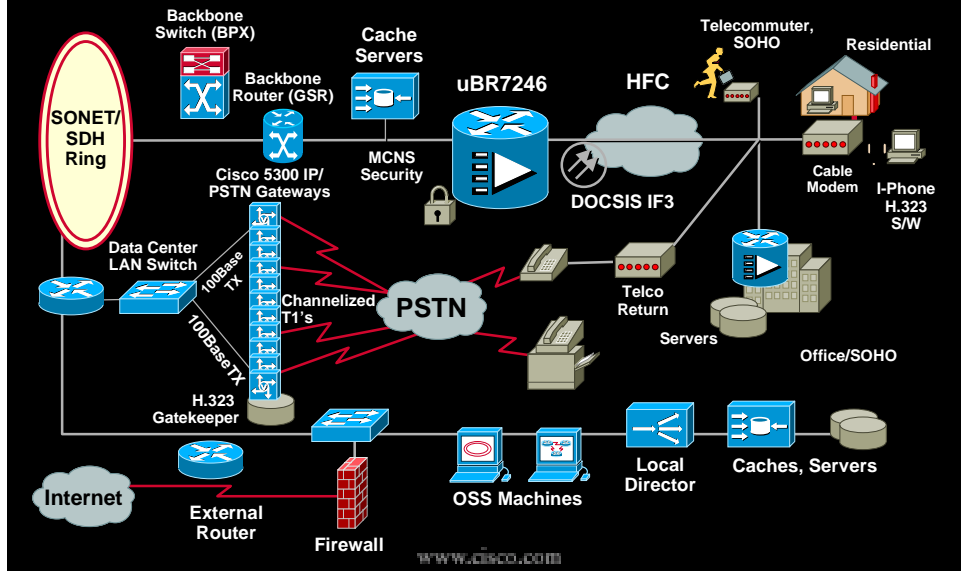 Backbone
Switch (BPX)
Cache
Servers
Telecommuter,
SOHO
Residential
Backbone
Router (GSR)
uBR7246
HFC
SONET/
SDH
Ring
MCNS
Security
Cisco 5300 IP/
PSTN Gateways
DOCSIS IF3
Cable
Modem
I-Phone
H.323
S/W
Data Center
LAN Switch
100Base
TX
Channelized
T1's
PSTN
Telco
Return
Servers
Office/SOHO
100BaseTX
H.323
Gatekeeper
Internet
External
Router
Firewall
OSS Machines
Local
Director
Caches, Servers
www.cisco.com